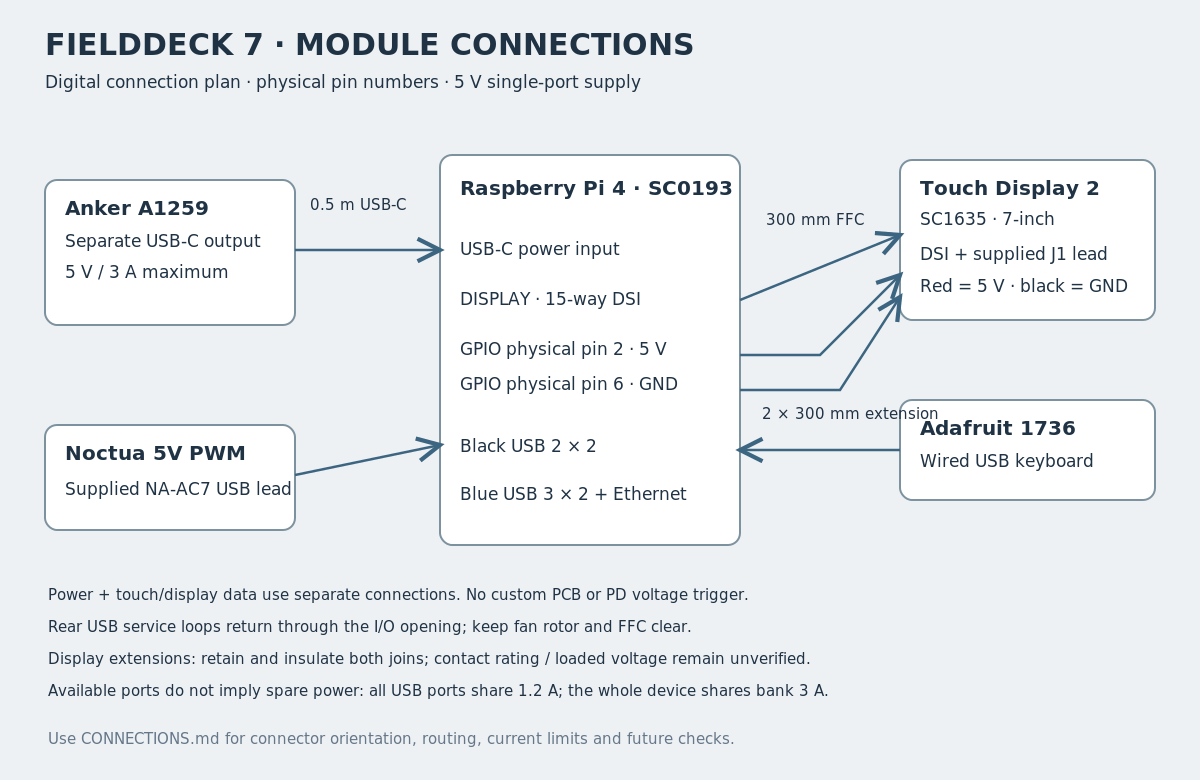 FIELDDECK 7 · MODULE CONNECTIONS
Digital connection plan · physical pin numbers · 5 V single-port supply
Anker A1259
Separate USB-C output
5 V / 3 A maximum
0.5 m USB-C
Raspberry Pi 4 · SC0193
USB-C power input
DISPLAY · 15-way DSI
GPIO physical pin 2 · 5 V
GPIO physical pin 6 · GND
Black USB 2 × 2
Blue USB 3 × 2 + Ethernet
300 mm FFC
Touch Display 2
SC1635 · 7-inch
DSI + supplied J1 lead
Red = 5 V · black = GND
2 × 300 mm extension
Noctua 5V PWM
Supplied NA-AC7 USB lead
Adafruit 1736
Wired USB keyboard
Power + touch/display data use separate connections. No custom PCB or PD voltage trigger.
Rear USB service loops return through the I/O opening; keep fan rotor and FFC clear.
Display extensions: retain and insulate both joins; contact rating / loaded voltage remain unverified.
Available ports do not imply spare power: all USB ports share 1.2 A; the whole device shares bank 3 A.
Use CONNECTIONS.md for connector orientation, routing, current limits and future checks.